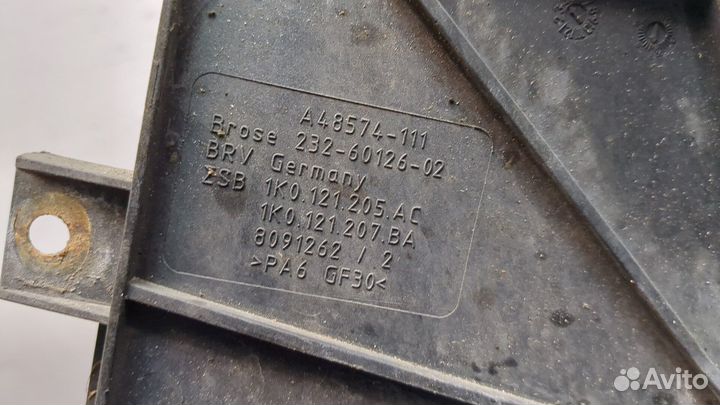 A48574-111
Brose 232-60126-02
BRV Germany
ZSB 1K0.121.205.AC
1K0.121.207.BA
8091262 / 2
>PA6 GF30<
Avito